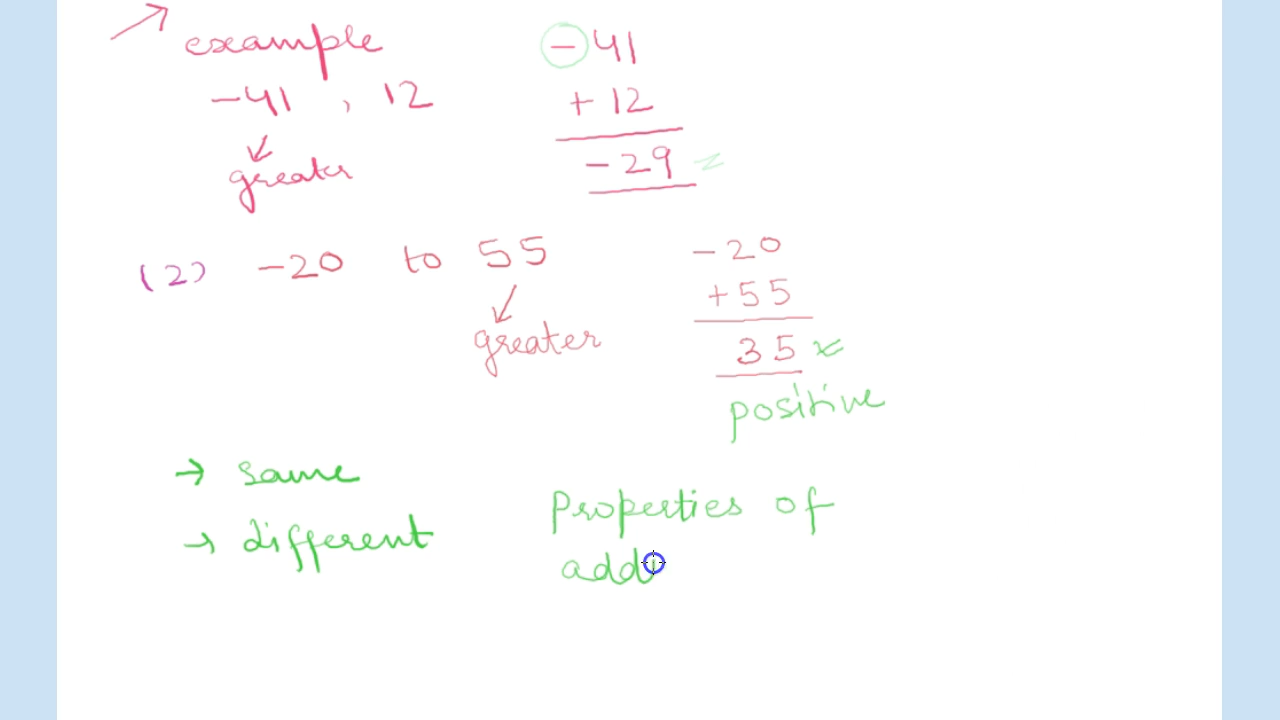 example
-41 , 12
greater
-41
+ 12
-29
(2) -20 to 55
greater
-20
+55
35
positive
→ same
→ different
Properties of
addi